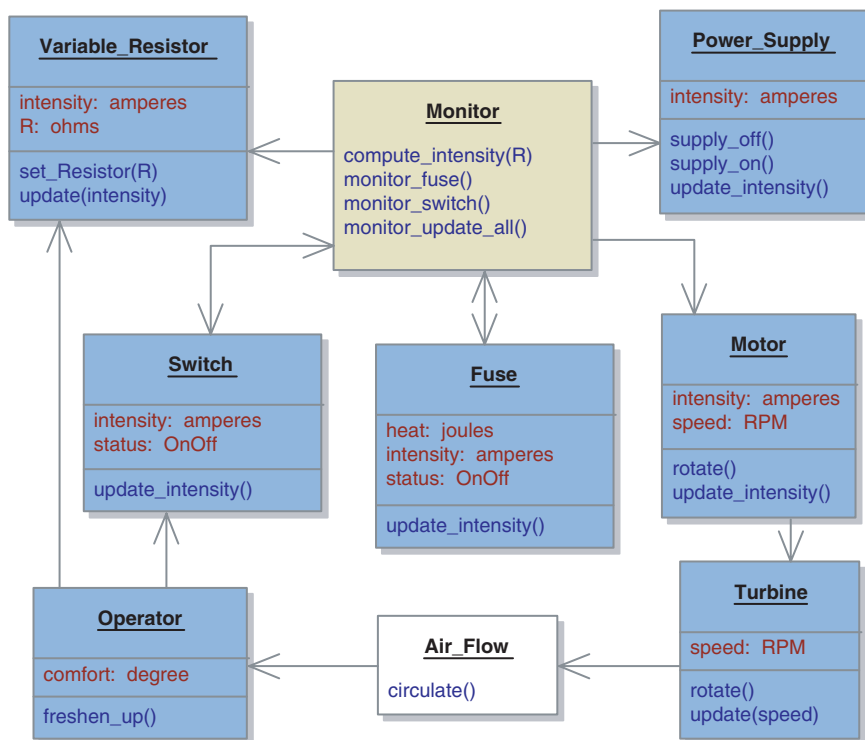 Variable_Resistor
intensity: amperes
R: ohms
set_Resistor(R)
update(intensity)
Monitor
compute_intensity(R)
monitor_fuse()
monitor_switch()
monitor_update_all()
Power_Supply
intensity: amperes
supply_off()
supply_on()
update_intensity()
Switch
intensity: amperes
status: OnOff
update_intensity()
Fuse
heat: joules
intensity: amperes
status: OnOff
update_intensity()
Motor
intensity: amperes
speed: RPM
rotate()
update_intensity()
Operator
comfort: degree
freshen_up()
Air_Flow
circulate()
Turbine
speed: RPM
rotate()
update(speed)